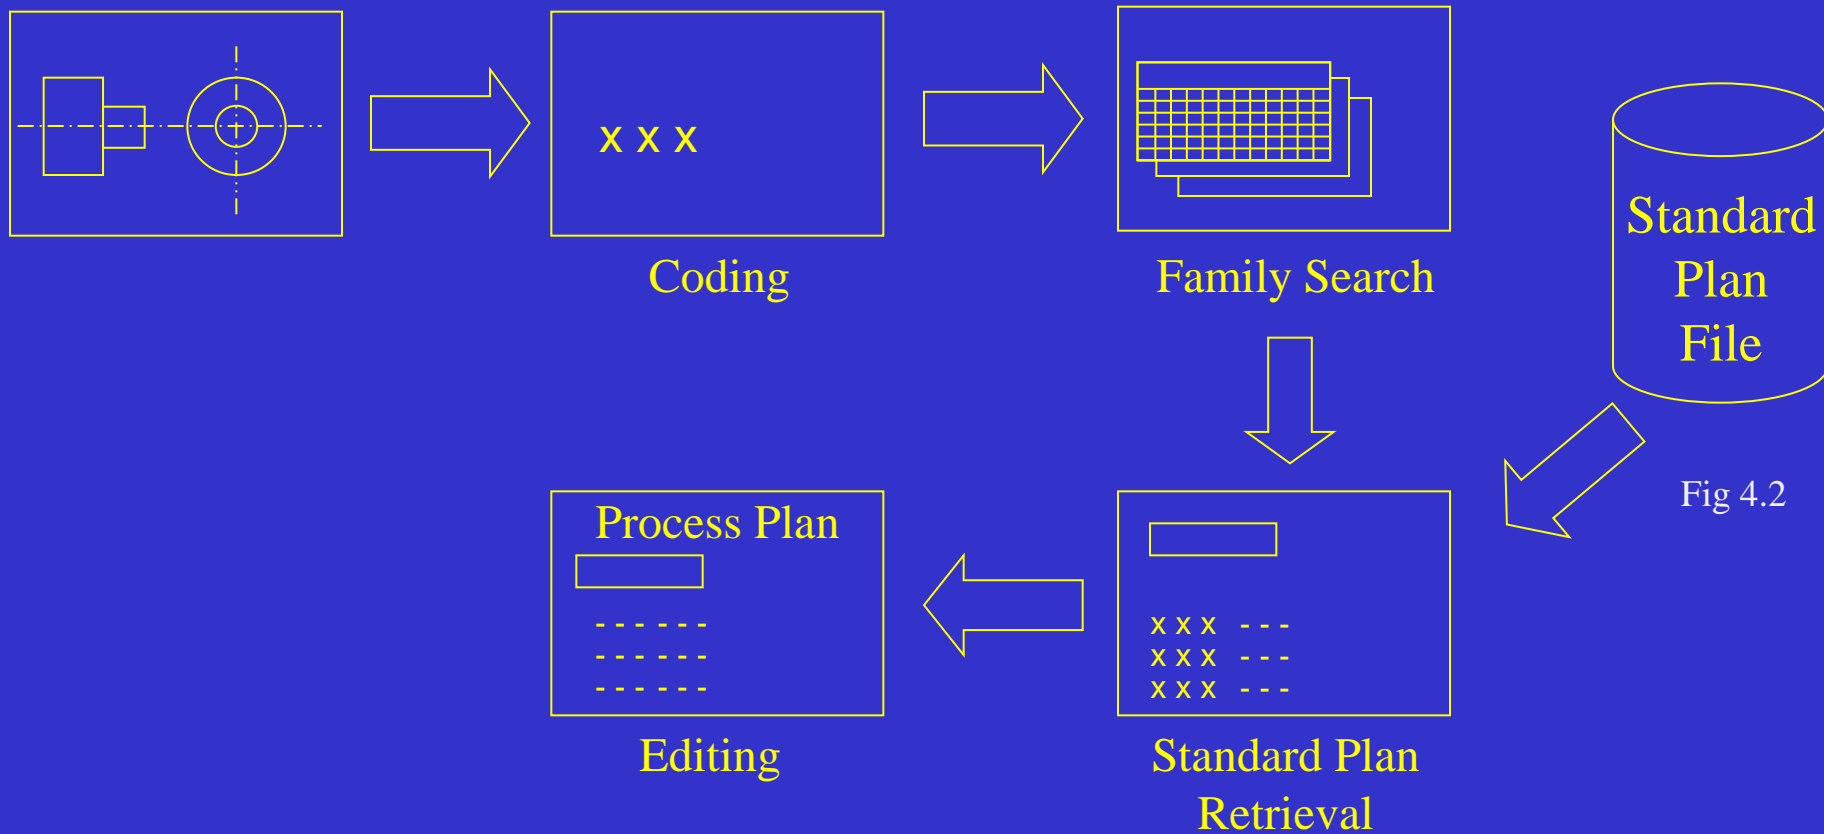 x x x
Coding
Family Search
Standard
Plan
File
Fig 4.2
Process Plan
- - - - - -
- - - - - -
- - - - - -
Editing
x x x - - -
x x x - - -
x x x - - -
Standard Plan
Retrieval